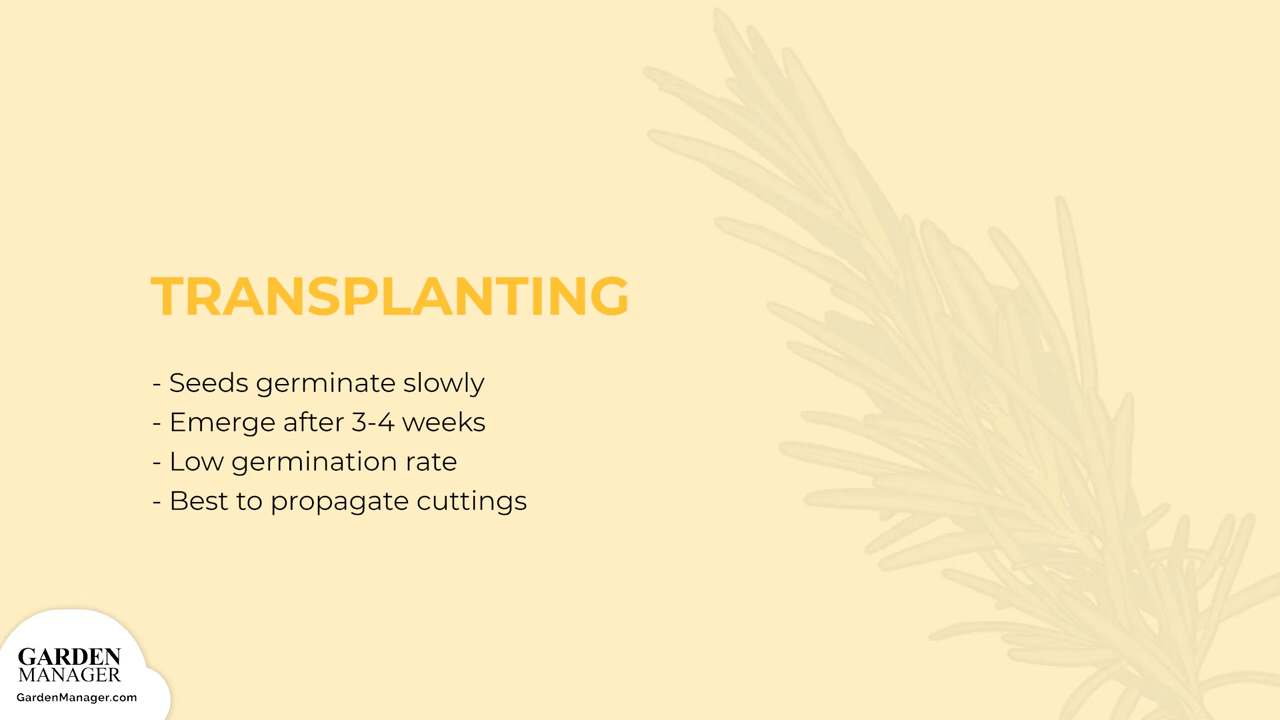 TRANSPLANTING
- Seeds germinate slowly
- Emerge after 3-4 weeks
- Low germination rate
- Best to propagate cuttings
GARDEN
MANAGER
GardenManager.com